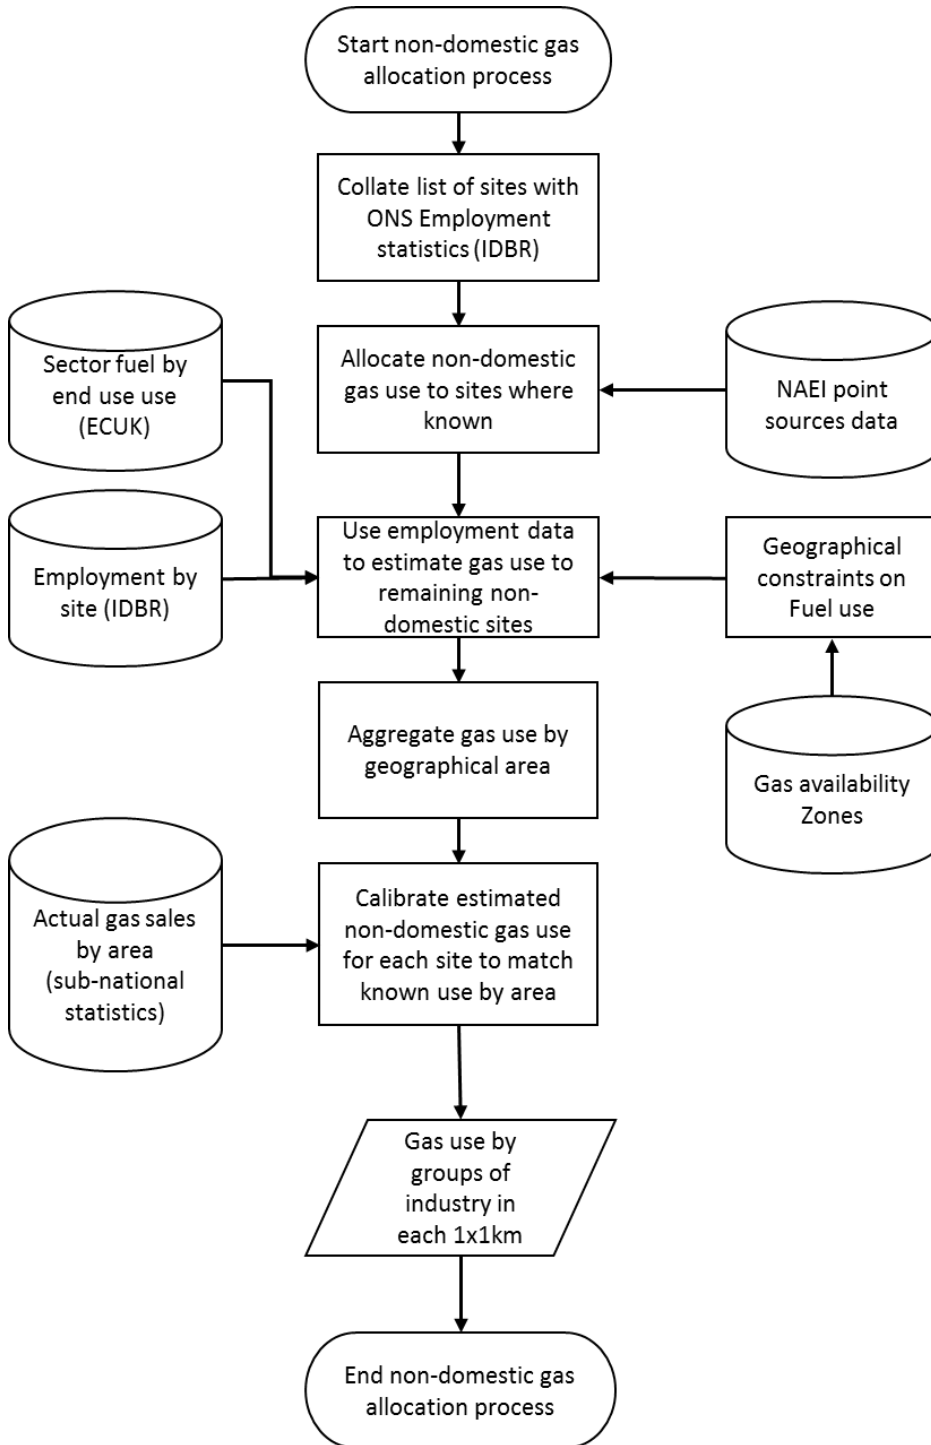 Start non-domestic gas
allocation process
Collate list of sites with
ONS Employment
statistics (IDBR)
Sector fuel by
end use use
(ECUK)
Allocate non-domestic
gas use to sites where
known
NAEI point
sources data
Employment by
site (IDBR)
Use employment data
to estimate gas use to
remaining non-
domestic sites
Geographical
constraints on
Fuel use
Aggregate gas use by
geographical area
Gas availability
Zones
Actual gas sales
by area
(sub-national
statistics)
Calibrate estimated
non-domestic gas use
for each site to match
known use by area
Gas use by
groups of
industry in
each 1x1km
End non-domestic gas
allocation process